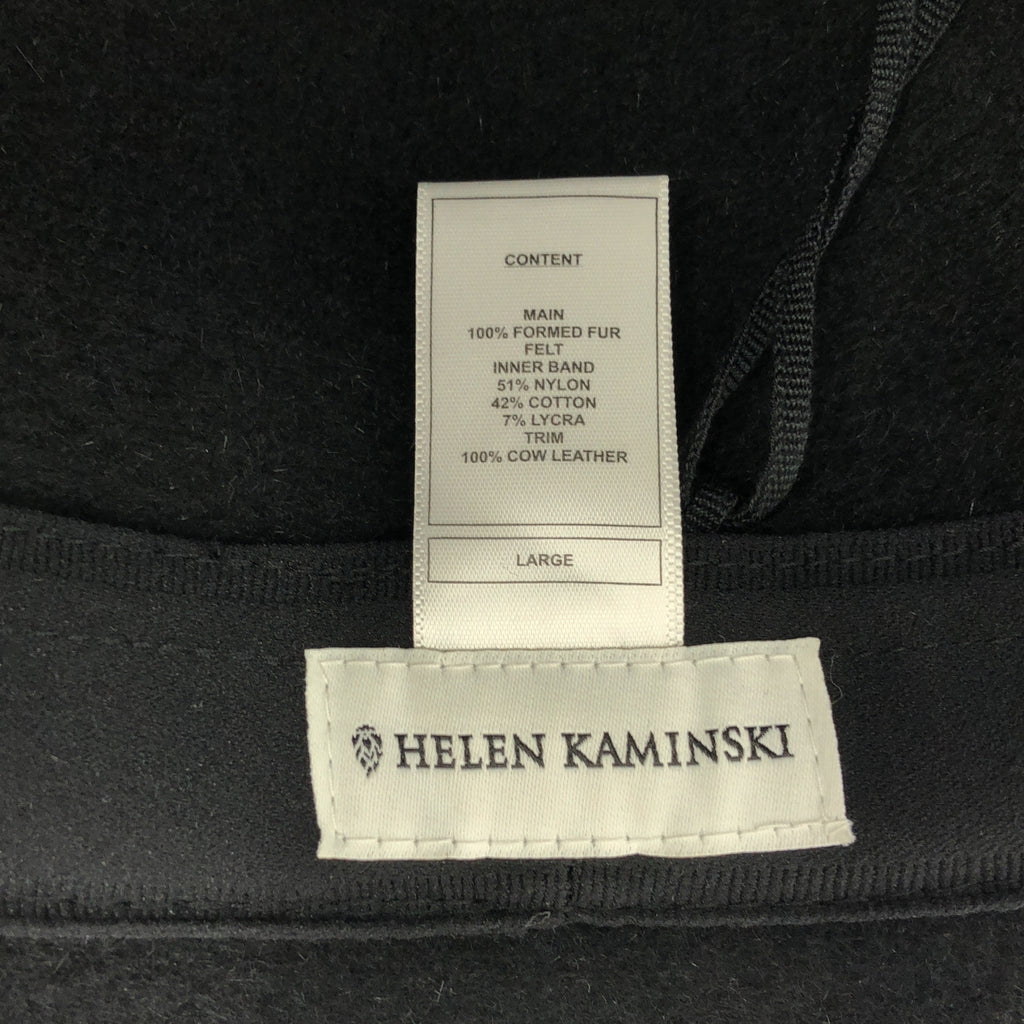 CONTENT
MAIN
100% FORMED FUR
FELT
INNER BAND
51% NYLON
42% COTTON
7% LYCRA
TRIM
100% COW LEATHER
LARGE
HELEN KAMINSKI